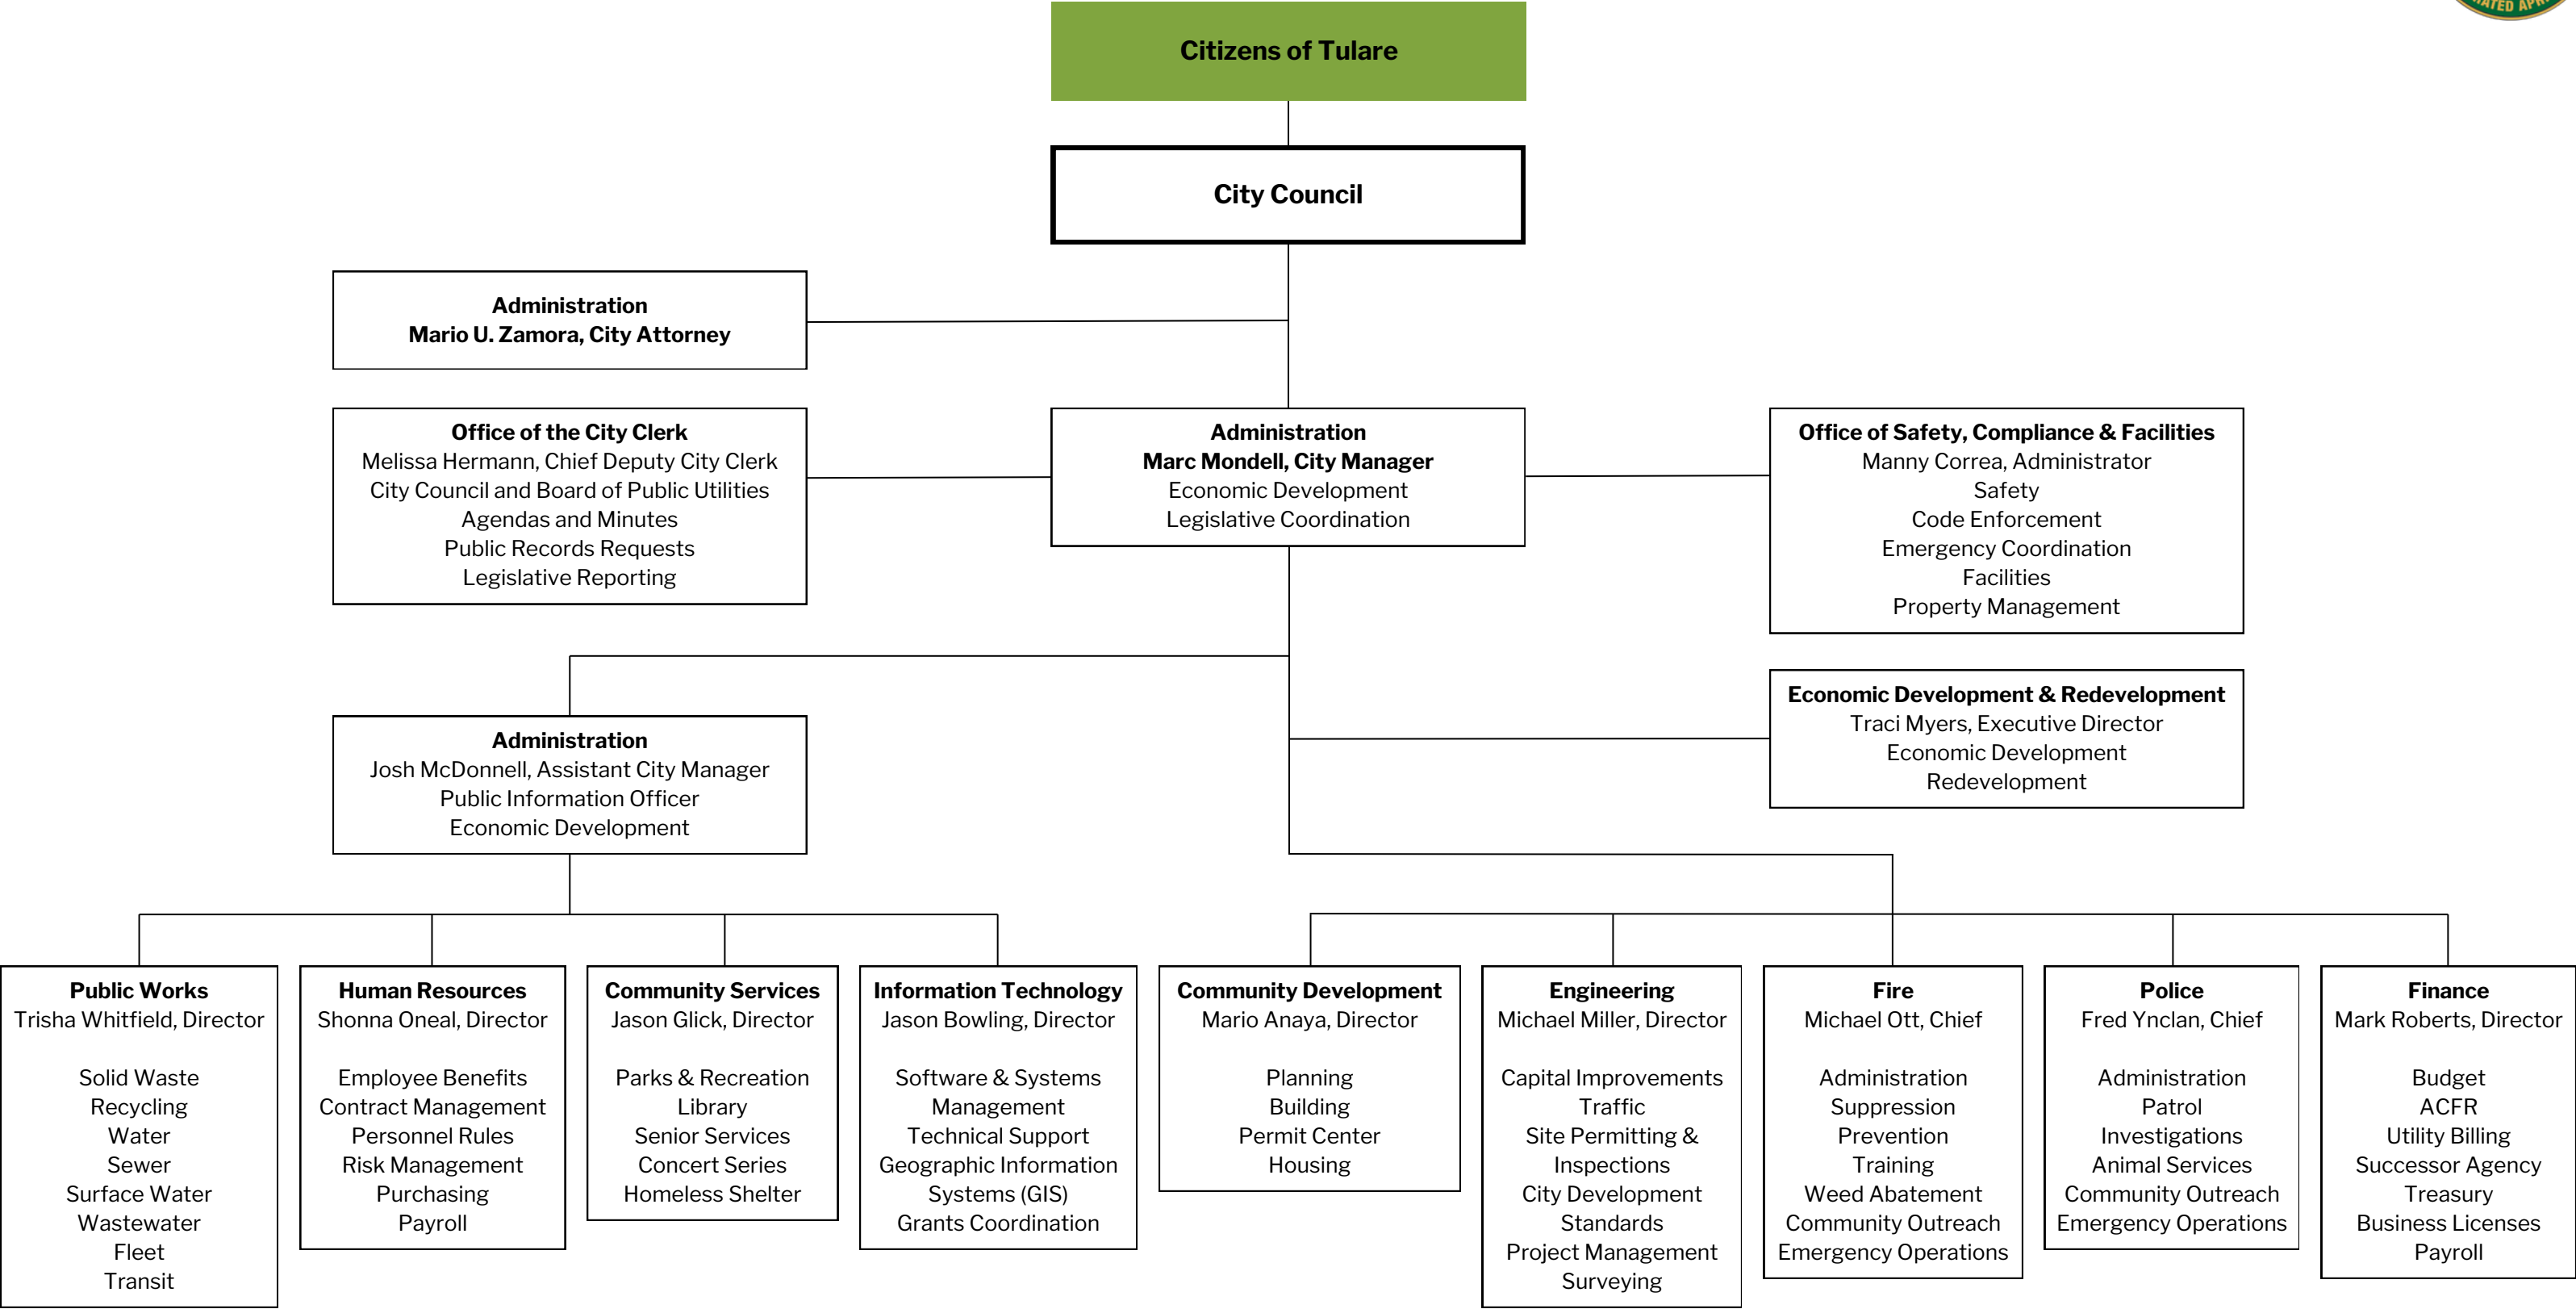 RATED APR
Citizens of Tulare
City Council
Administration
Mario U. Zamora, City Attorney
Office of the City Clerk
Melissa Hermann, Chief Deputy City Clerk
City Council and Board of Public Utilities
Agendas and Minutes
Public Records Requests
Legislative Reporting
Administration
Marc Mondell, City Manager
Economic Development
Legislative Coordination
Office of Safety, Compliance & Facilities
Manny Correa, Administrator
Safety
Code Enforcement
Emergency Coordination
Facilities
Property Management
Economic Development & Redevelopment
Traci Myers, Executive Director
Economic Development
Redevelopment
Administration
Josh McDonnell, Assistant City Manager
Public Information Officer
Economic Development
Public Works
Trisha Whitfield, Director
Solid Waste
Recycling
Water
Sewer
Surface Water
Wastewater
Fleet
Transit
Human Resources
Shonna Oneal, Director
Employee Benefits
Contract Management
Personnel Rules
Risk Management
Purchasing
Payroll
Community Services
Jason Glick, Director
Parks & Recreation
Library
Senior Services
Concert Series
Homeless Shelter
Information Technology
Jason Bowling, Director
Software & Systems
Management
Technical Support
Geographic Information
Systems (GIS)
Grants Coordination
Community Development
Mario Anaya, Director
Planning
Building
Permit Center
Housing
Engineering
Michael Miller, Director
Capital Improvements
Traffic
Site Permitting &
Inspections
City Development
Standards
Project Management
Surveying
Fire
Michael Ott, Chief
Administration
Suppression
Prevention
Training
Weed Abatement
Community Outreach
Emergency Operations
Police
Fred Ynclan, Chief
Administration
Patrol
Investigations
Animal Services
Community Outreach
Emergency Operations
Finance
Mark Roberts, Director
Budget
ACFR
Utility Billing
Successor Agency
Treasury
Business Licenses
Payroll